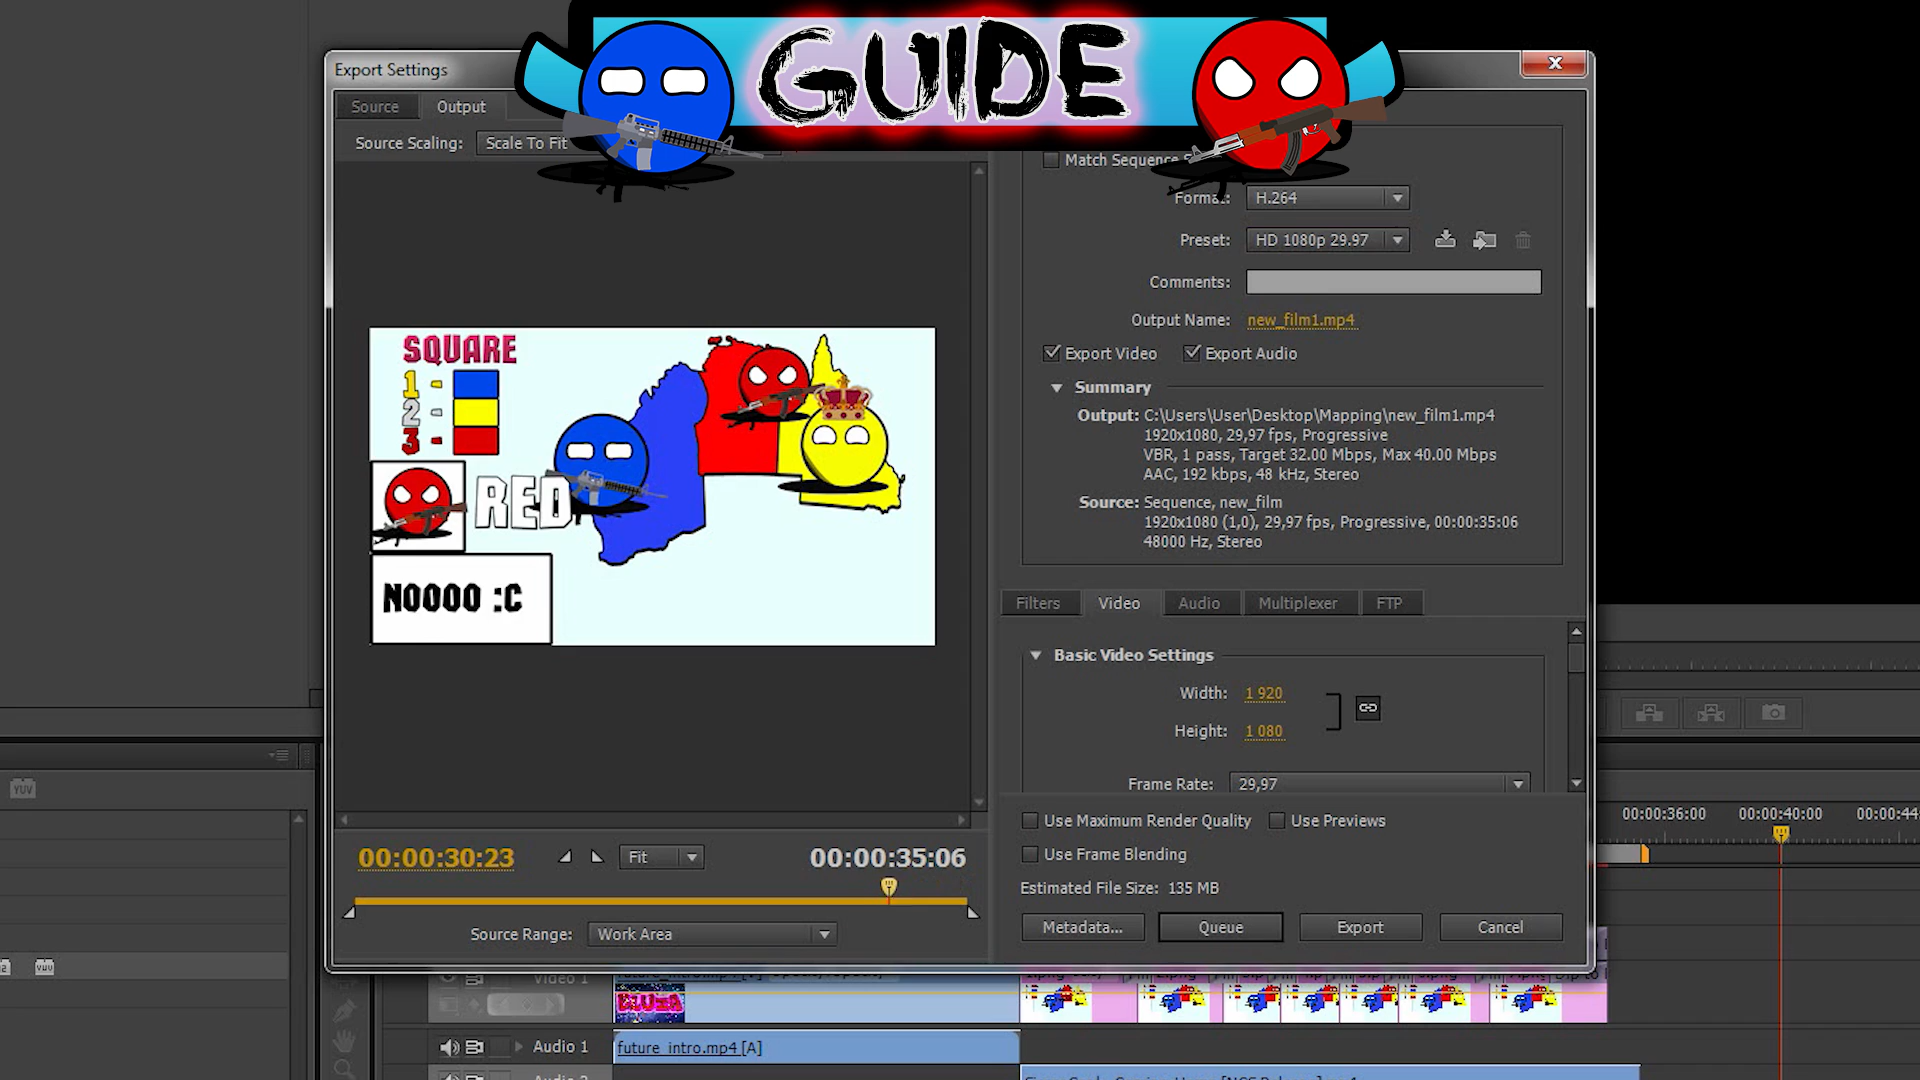 GUIDE
Export Settings
Source
Output
Source Scaling:
Scale To Fit
Match Sequence
Format:
H.264
Preset:
HD 1080p 29.97
Comments:
Output Name:
new_film1.mp4
Export Video
Export Audio
Summary
Output: C:\Users\User\Desktop\Mapping\new_film1.mp4
1920x1080, 29,97 fps, Progressive
VBR, 1 pass, Target 32.00 Mbps, Max 40.00 Mbps
AAC, 192 kbps, 48 kHz, Stereo
Source: Sequence, new_film
1920x1080 (1,0), 29,97 fps, Progressive, 00:00:35:06
48000 Hz, Stereo
SQUARE
1 -
2 -
3 -
RED
NOOOO :C
Filters
Video
Audio
Multiplexer
FTP
Basic Video Settings
Width: 1 920
Height: 1 080
Frame Rate: 29,97
Use Maximum Render Quality
Use Previews
Use Frame Blending
Estimated File Size: 135 MB
Metadata...
Queue
Export
Cancel
00:00:30:23
Fit
00:00:35:06
Source Range:
Work Area
YUV
YUV
00:00:36:00
00:00:40:00
00:00:44
Video 1
Audio 1
future_intro.mp4 [A]